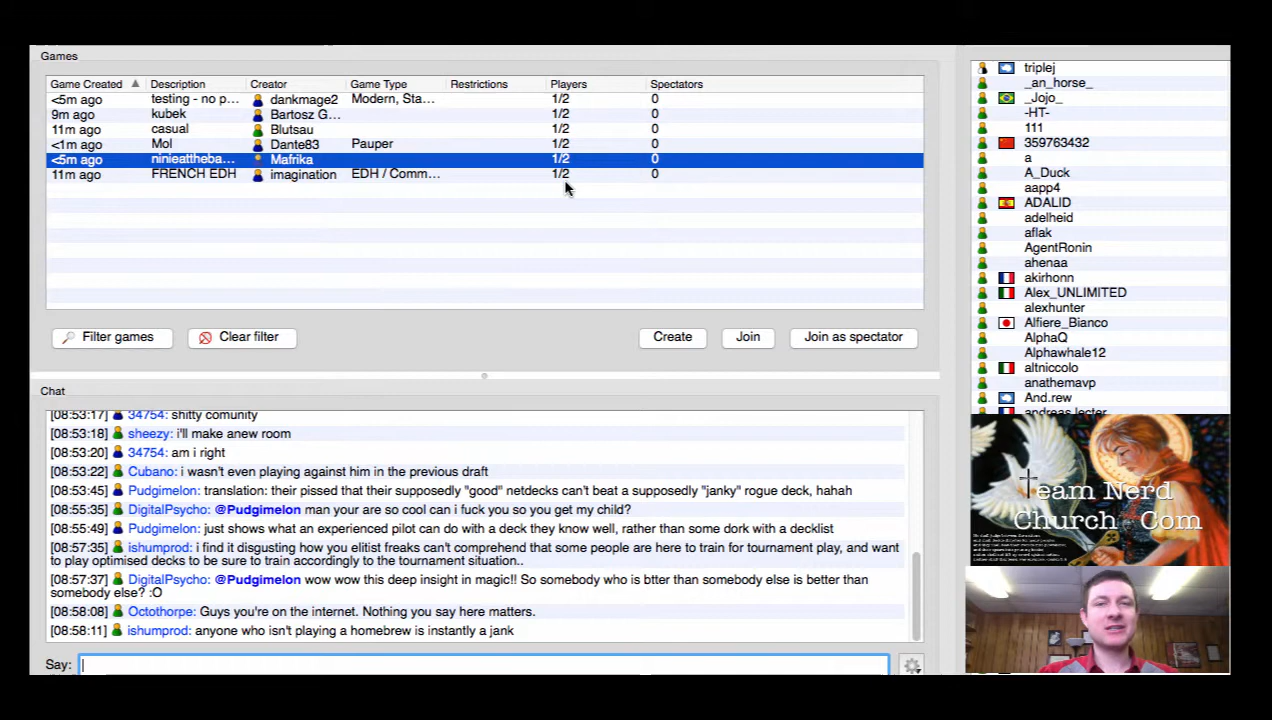 Games
Game Created Description Creator Game Type Restrictions Players Spectators
<5m ago testing - no p... dankmage2 Modern, Sta... 1/2 0
9m ago kubek Bartosz G... 1/2 0
11m ago casual Blutsau 1/2 0
<1m ago Mol Dante83 Pauper 1/2 0
<5m ago ninieattheba... Mafrika 1/2 0
11m ago FRENCH EDH imagination EDH / Comm... 1/2 0
Filter games Clear filter Create Join Join as spectator
Chat
[08:53:17] 34754: shitty comunity
[08:53:18] sheezy: i'll make anew room
[08:53:20] 34754: am i right
[08:53:22] Cubano: i wasn't even playing against him in the previous draft
[08:53:45] Pudgimelon: translation: their pissed that their supposedly "good" netdecks can't beat a supposedly "janky" rogue deck, hahah
[08:55:35] DigitalPsycho: @Pudgimelon man your are so cool can i fuck you so you get my child?
[08:55:49] Pudgimelon: just shows what an experienced pilot can do with a deck they know well, rather than some dork with a decklist
[08:57:35] ishumprod: i find it disgusting how you elitist freaks can't comprehend that some people are here to train for tournament play, and want
to play optimised decks to be sure to train accordingly to the tournament situation..
[08:57:37] DigitalPsycho: @Pudgimelon wow wow this deep insight in magic!! So somebody who is btter than somebody else is better than
somebody else? :O
[08:58:08] Octothorpe: Guys you're on the internet. Nothing you say here matters.
[08:58:11] ishumprod: anyone who isn't playing a homebrew is instantly a jank
Say:
triplej
_an_horse_
_Jojo_
-HT-
111
359763432
a
A_Duck
aapp4
ADALID
adelheid
aflak
AgentRonin
ahenaa
akirhonn
Alex_UNLIMITED
alexhunter
Alfiere_Bianco
AlphaQ
Alphawhale12
altniccolo
anathemavp
And.rew
andreas.lecter
Team Nerd
Church . Com